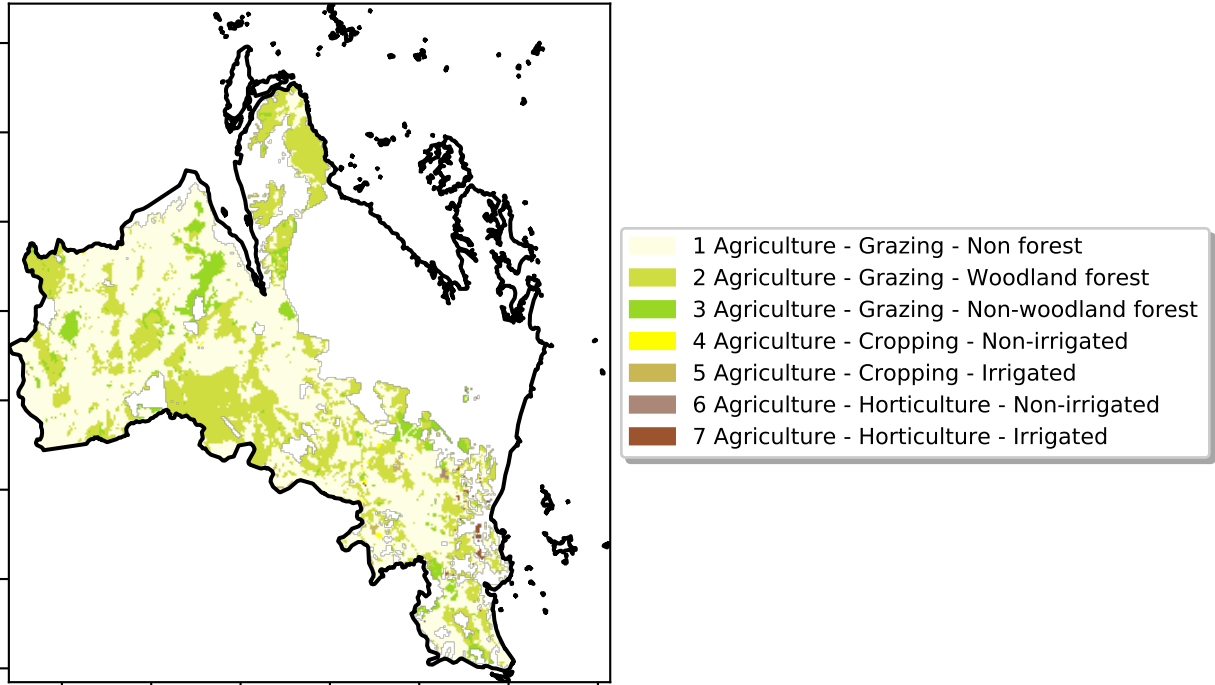 1 Agriculture - Grazing - Non forest
2 Agriculture - Grazing - Woodland forest
3 Agriculture - Grazing - Non-woodland forest
4 Agriculture - Cropping - Non-irrigated
5 Agriculture - Cropping - Irrigated
6 Agriculture - Horticulture - Non-irrigated
7 Agriculture - Horticulture - Irrigated